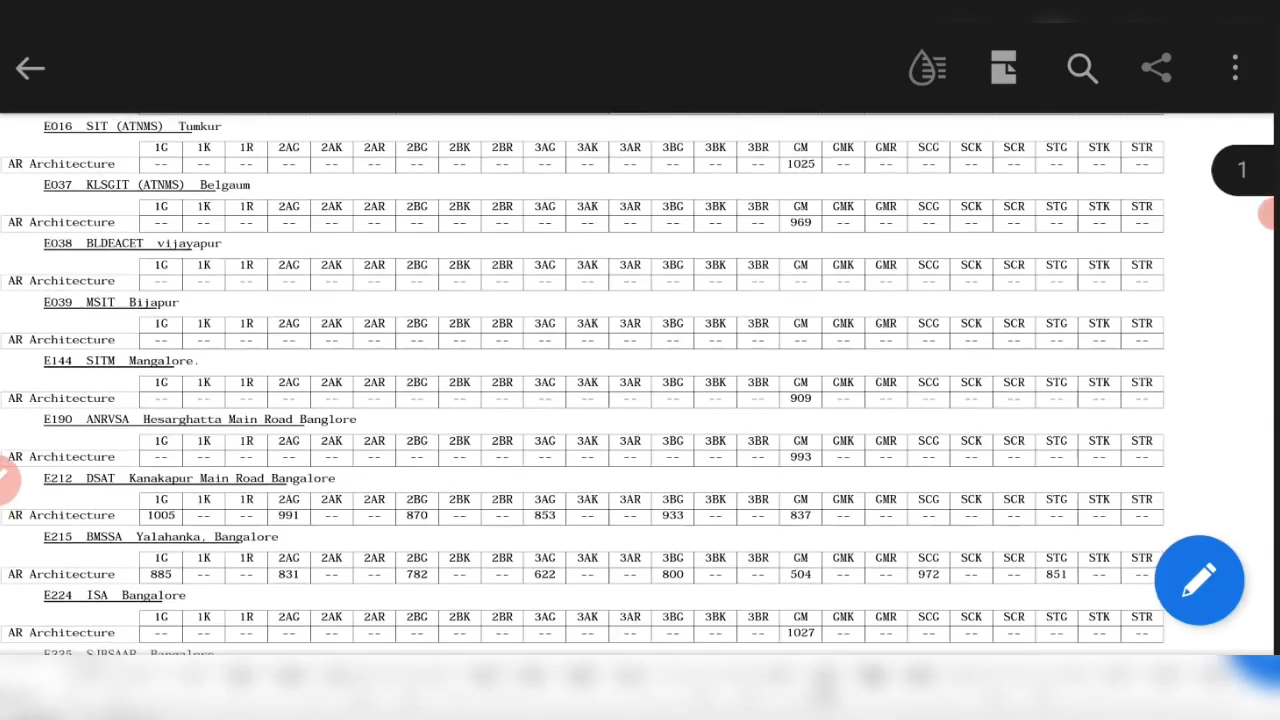 E016 SIT (ATNMS) Tumkur
1G 1K 1R 2AG 2AK 2AR 2BG 2BK 2BR 3AG 3AK 3AR 3BG 3BK 3BR GM GMK GMR SCG SCK SCR STG STK STR
AR Architecture -- -- -- -- -- -- -- -- -- -- -- -- -- -- -- 1025 -- -- -- -- -- -- -- --
1
E037 KLSGIT (ATNMS) Belgaum
1G 1K 1R 2AG 2AK 2AR 2BG 2BK 2BR 3AG 3AK 3AR 3BG 3BK 3BR GM GMK GMR SCG SCK SCR STG STK STR
AR Architecture -- -- -- -- -- -- -- -- -- -- -- -- -- -- -- 969 -- -- -- -- -- -- -- --
E038 BLDEACET vijayapur
1G 1K 1R 2AG 2AK 2AR 2BG 2BK 2BR 3AG 3AK 3AR 3BG 3BK 3BR GM GMK GMR SCG SCK SCR STG STK STR
AR Architecture -- -- -- -- -- -- -- -- -- -- -- -- -- -- -- -- -- -- -- -- -- -- -- --
E039 MSIT Bijapur
1G 1K 1R 2AG 2AK 2AR 2BG 2BK 2BR 3AG 3AK 3AR 3BG 3BK 3BR GM GMK GMR SCG SCK SCR STG STK STR
AR Architecture -- -- -- -- -- -- -- -- -- -- -- -- -- -- -- -- -- -- -- -- -- -- -- --
E144 SITM Mangalore.
1G 1K 1R 2AG 2AK 2AR 2BG 2BK 2BR 3AG 3AK 3AR 3BG 3BK 3BR GM GMK GMR SCG SCK SCR STG STK STR
AR Architecture -- -- -- -- -- -- -- -- -- -- -- -- -- -- -- 909 -- -- -- -- -- -- -- --
E190 ANRVSA Hesarghatta Main Road Banglore
1G 1K 1R 2AG 2AK 2AR 2BG 2BK 2BR 3AG 3AK 3AR 3BG 3BK 3BR GM GMK GMR SCG SCK SCR STG STK STR
AR Architecture -- -- -- -- -- -- -- -- -- -- -- -- -- -- -- 993 -- -- -- -- -- -- -- --
E212 DSAT Kanakapur Main Road Bangalore
1G 1K 1R 2AG 2AK 2AR 2BG 2BK 2BR 3AG 3AK 3AR 3BG 3BK 3BR GM GMK GMR SCG SCK SCR STG STK STR
AR Architecture 1005 -- -- 991 -- -- 870 -- -- 853 -- -- 933 -- -- 837 -- -- -- -- -- -- -- --
E215 BMSSA Yalahanka, Bangalore
1G 1K 1R 2AG 2AK 2AR 2BG 2BK 2BR 3AG 3AK 3AR 3BG 3BK 3BR GM GMK GMR SCG SCK SCR STG STK STR
AR Architecture 885 -- -- 831 -- -- 782 -- -- 622 -- -- 800 -- -- 504 -- -- 972 -- -- 851 -- --
E224 ISA Bangalore
1G 1K 1R 2AG 2AK 2AR 2BG 2BK 2BR 3AG 3AK 3AR 3BG 3BK 3BR GM GMK GMR SCG SCK SCR STG STK STR
AR Architecture -- -- -- -- -- -- -- -- -- -- -- -- -- -- -- 1027 -- -- -- -- -- -- -- --
Bangalore